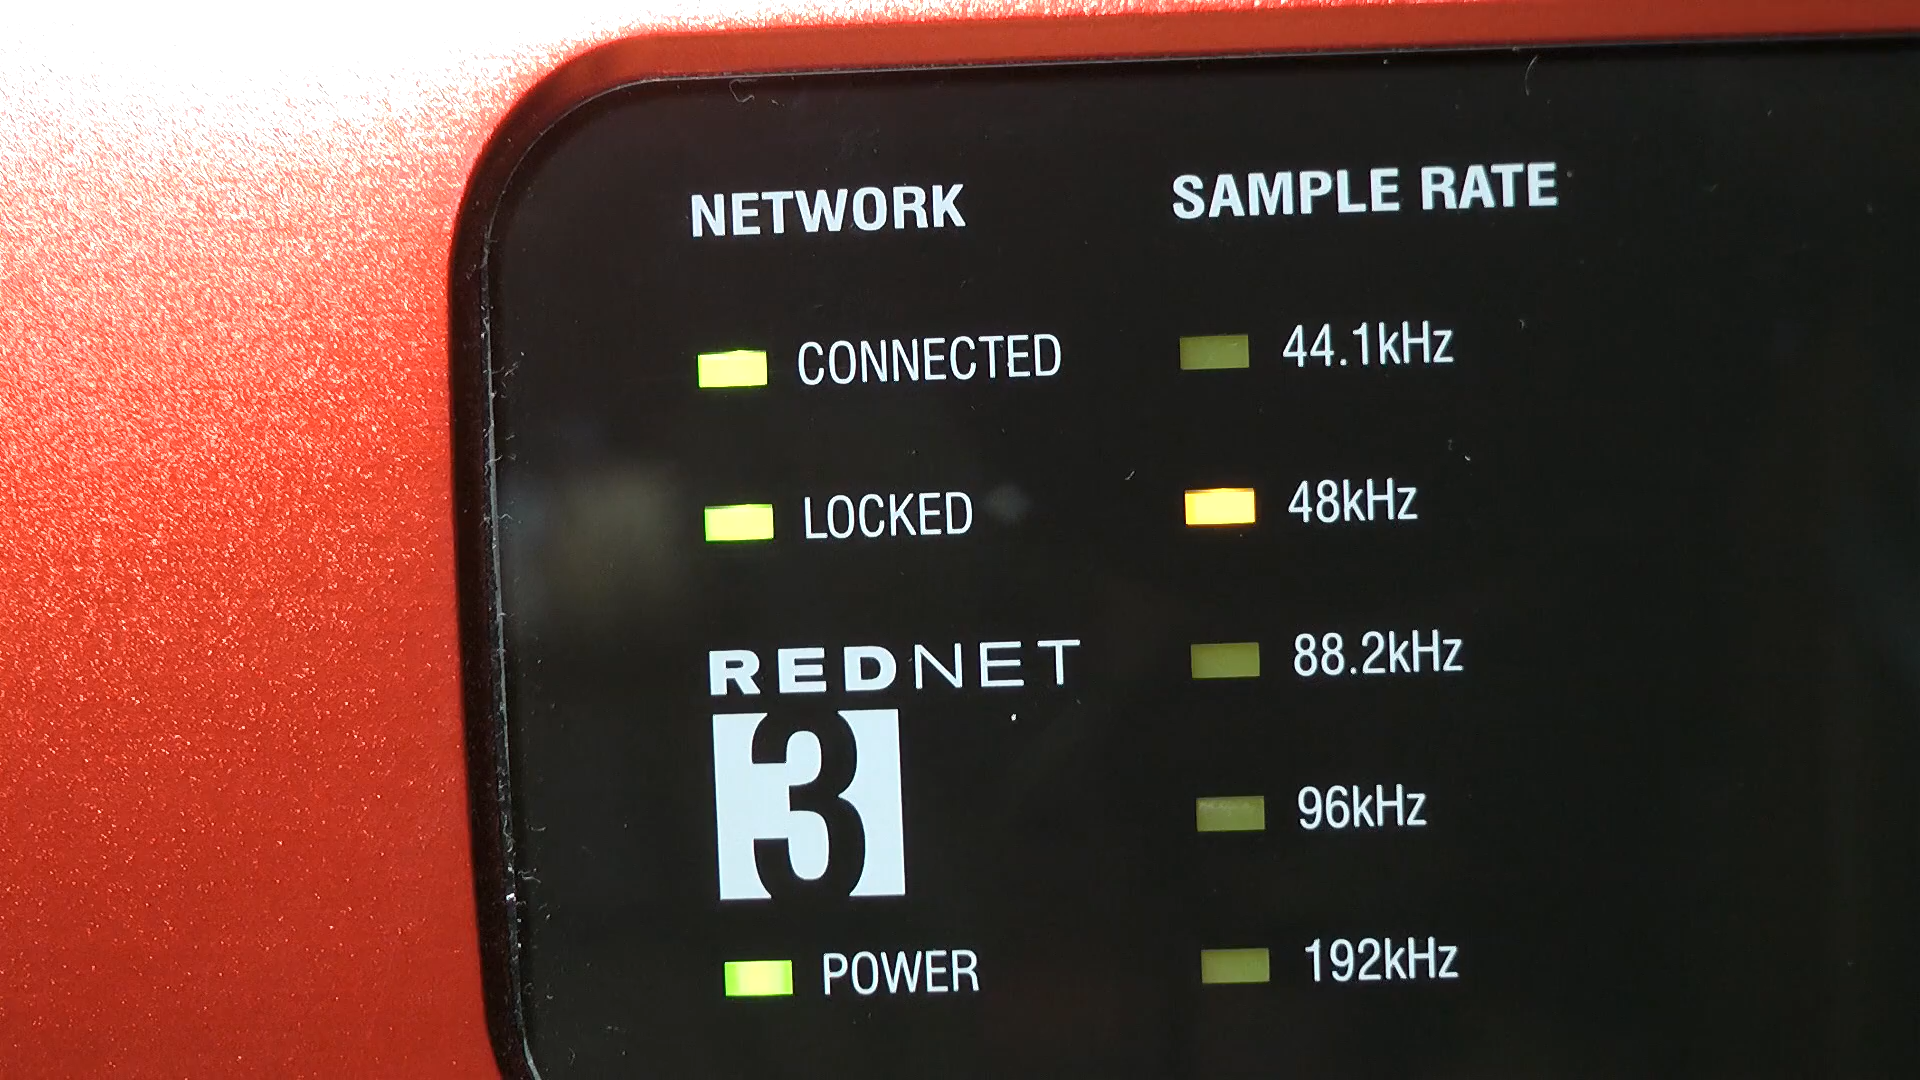 NETWORK
CONNECTED
LOCKED
REDNET
3
POWER
SAMPLE RATE
44.1kHz
48kHz
88.2kHz
96kHz
192kHz